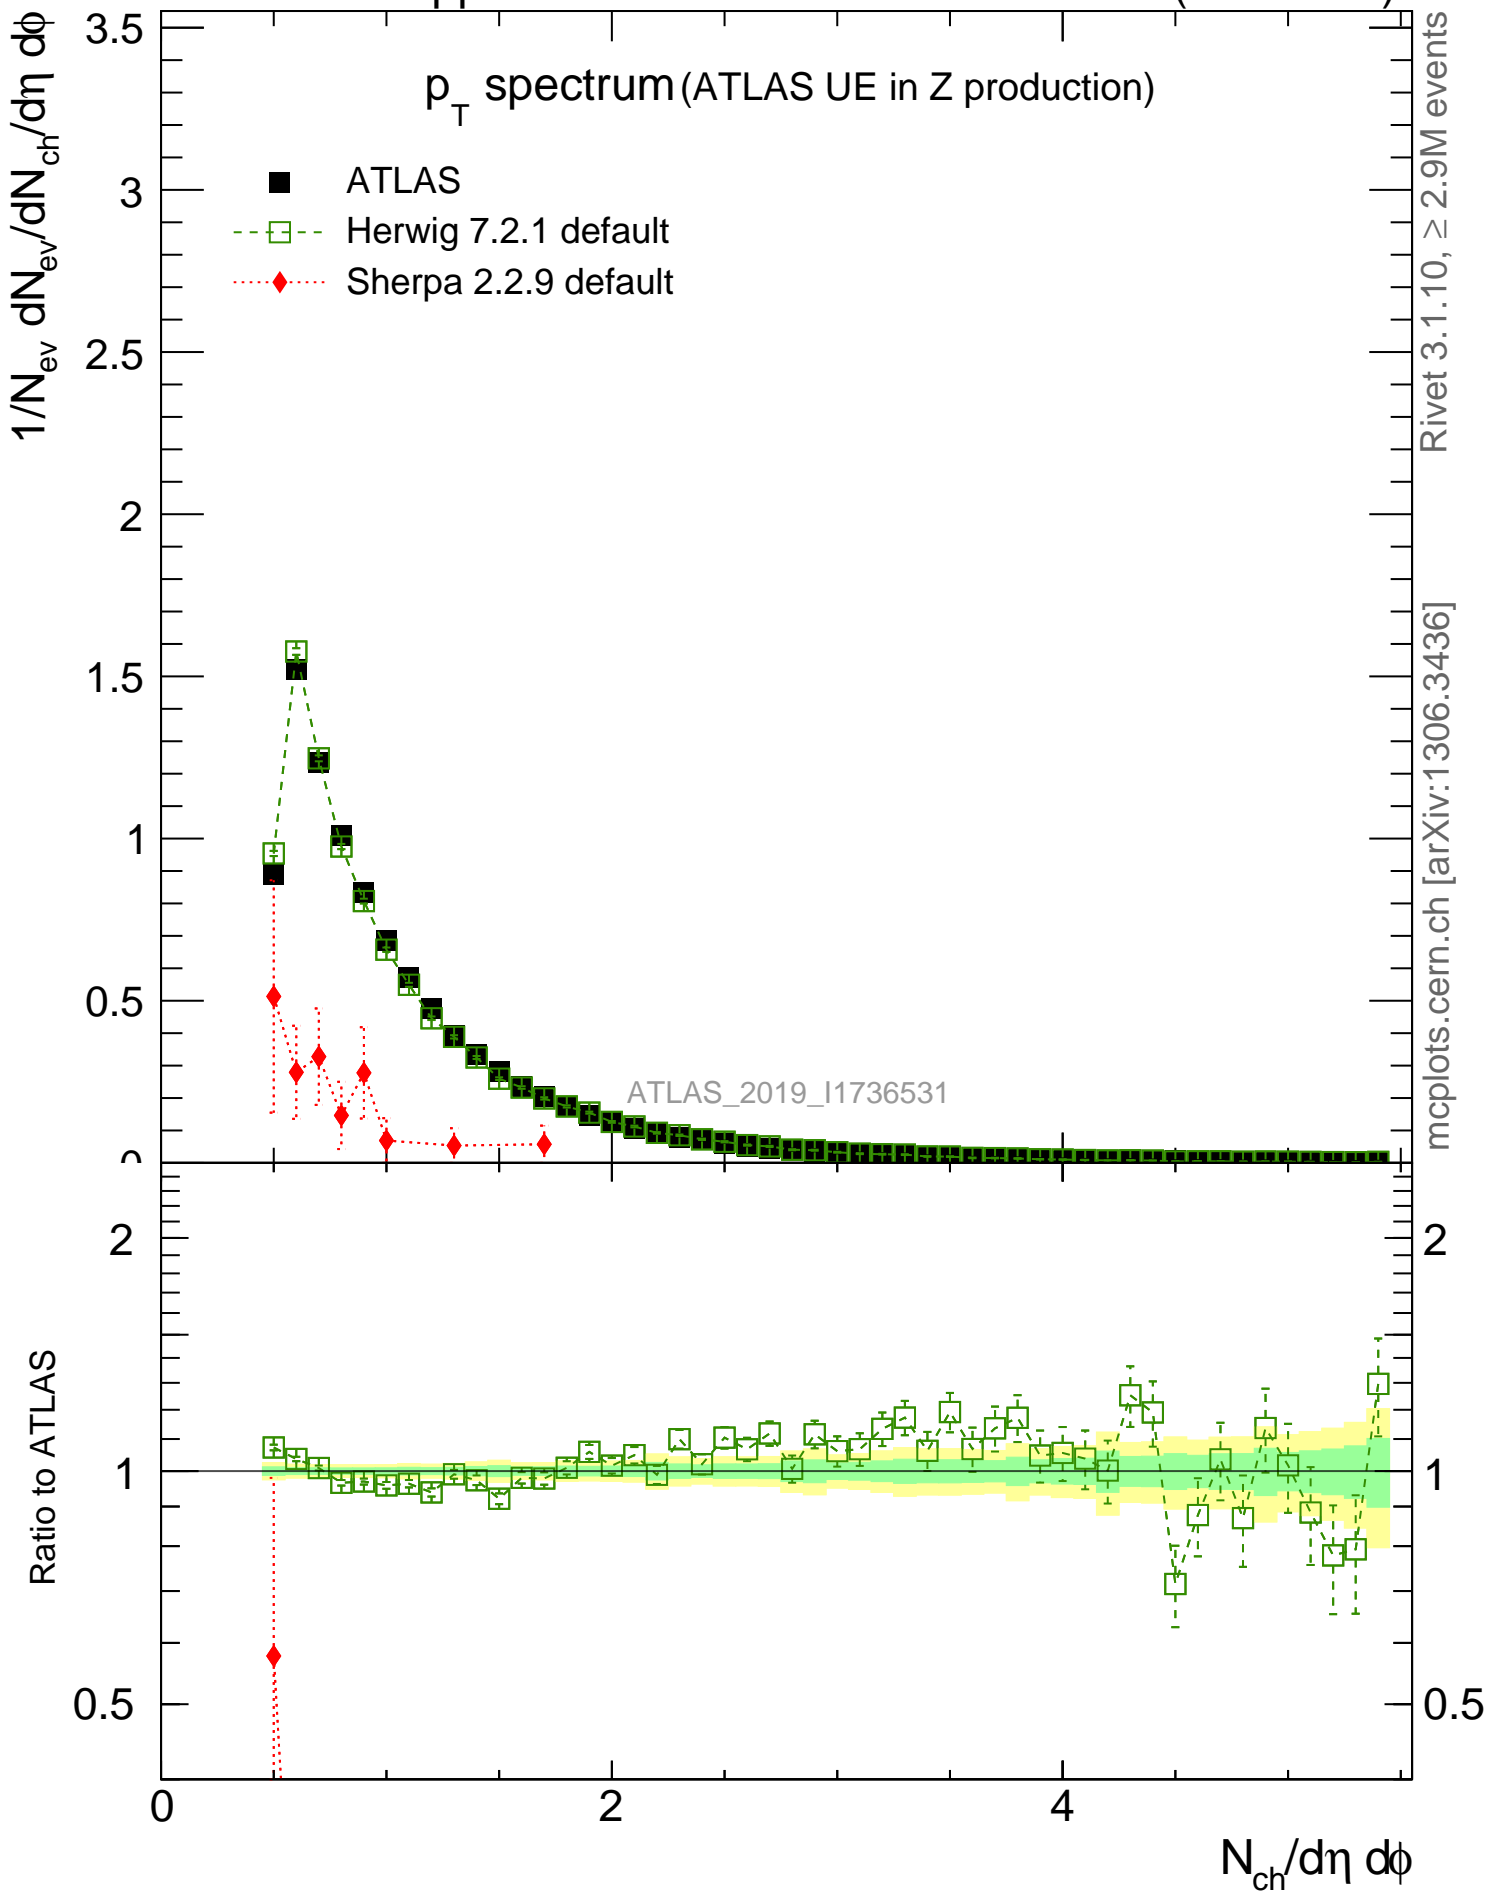 p_T spectrum (ATLAS UE in Z production)
ATLAS
Herwig 7.2.1 default
Sherpa 2.2.9 default
1/N_ev dN_ev/dN_ch/dη dϕ
3.5
3
2.5
2
1.5
1
0.5
0
ATLAS_2019_I1736531
Rivet 3.1.10, ≥ 2.9M events
mcplots.cern.ch [arXiv:1306.3436]
Ratio to ATLAS
2
1
0.5
2
1
0.5
0
2
4
N_ch/dη dϕ